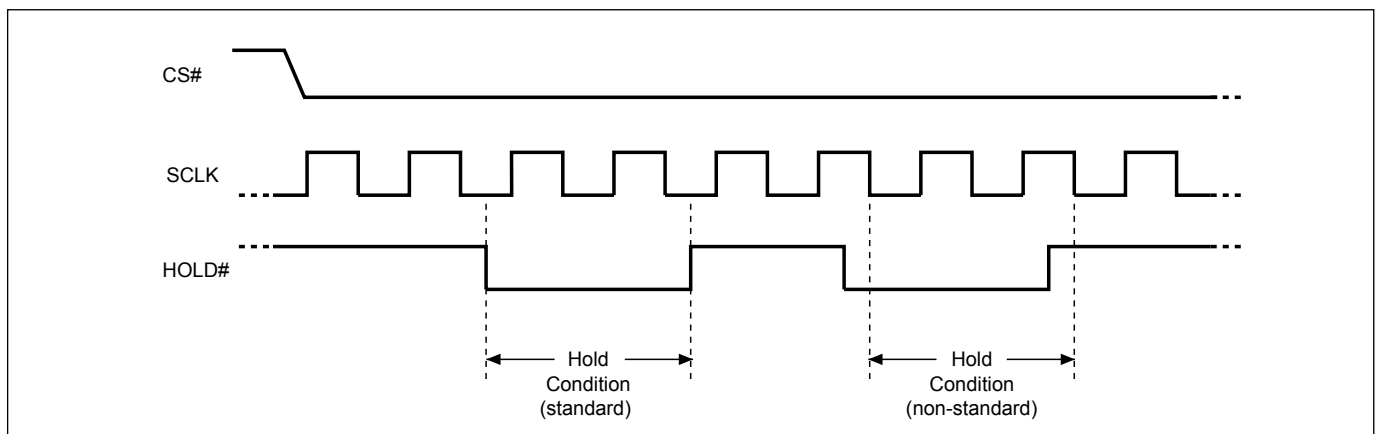 CS#
SCLK
HOLD#
Hold
Condition
(standard)
Hold
Condition
(non-standard)